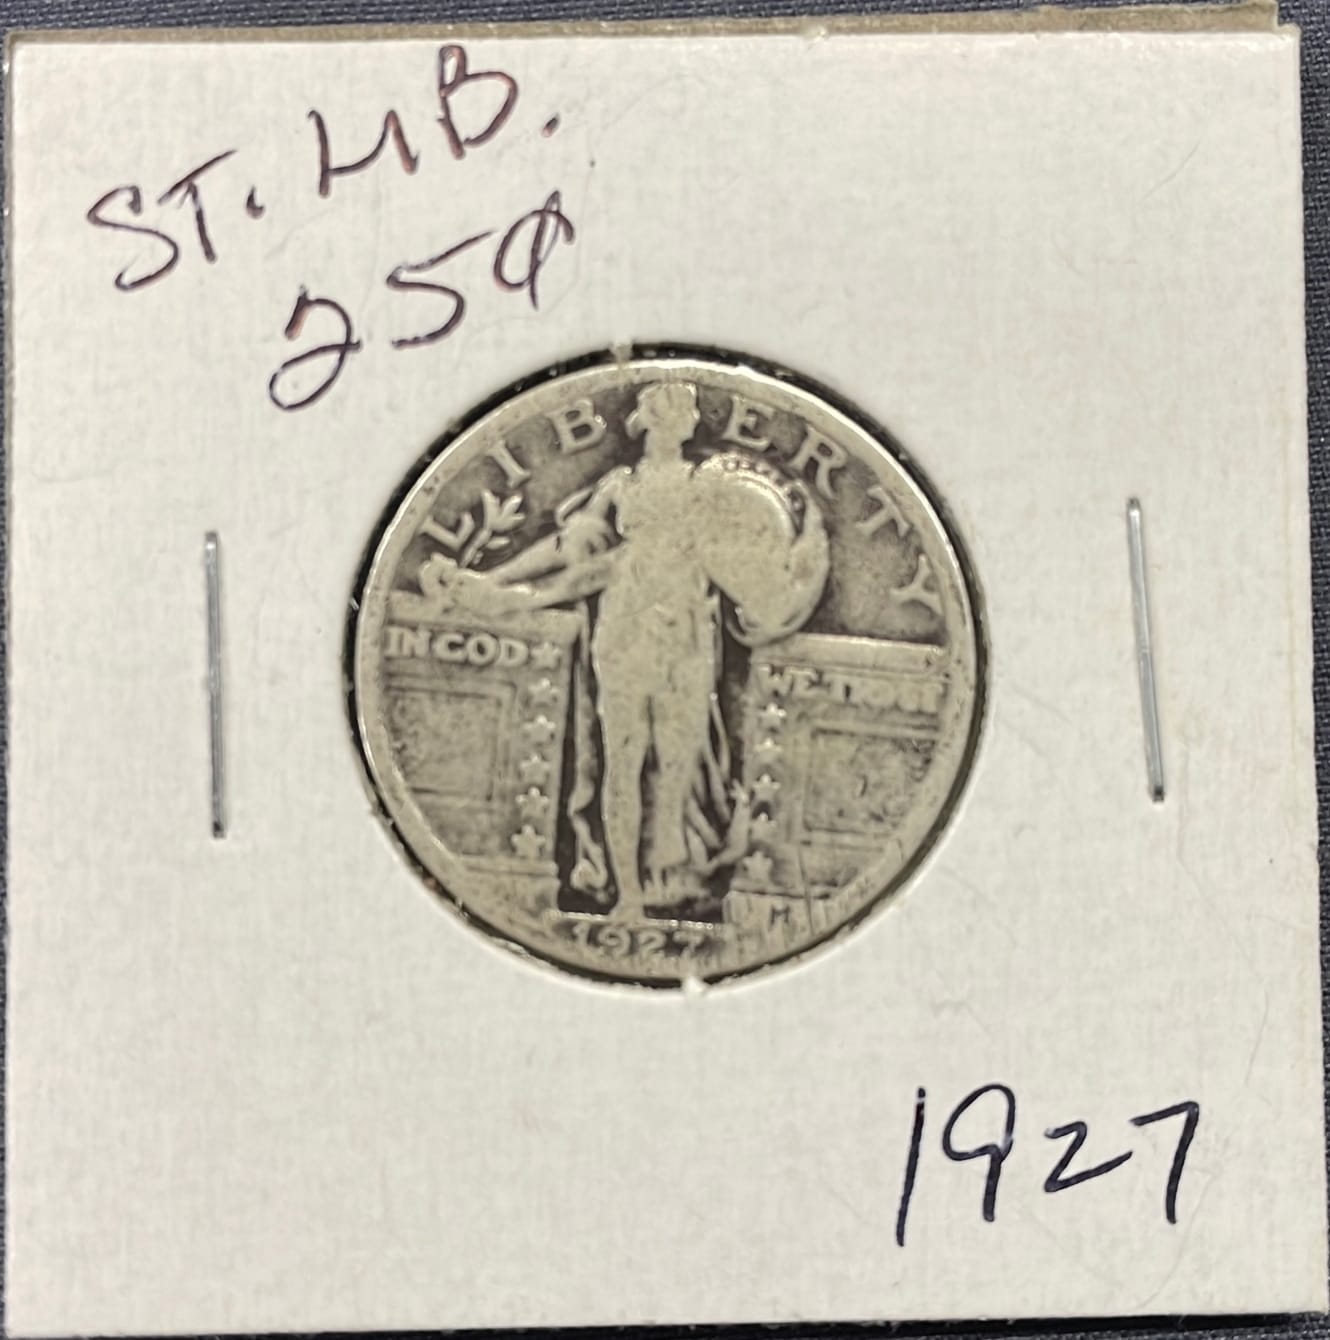 ST. LIB.
25¢
LIBERTY
IN GOD WE TRUST
1927
M
1927